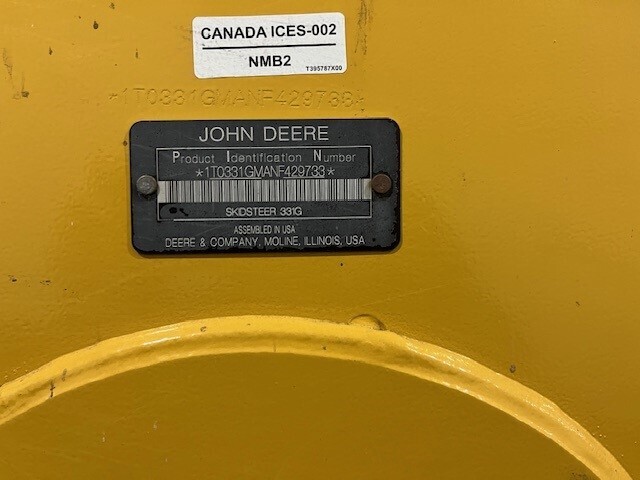 CANADA ICES-002
NMB2
T395787X00
*1T0331GMANF429733*
JOHN DEERE
Product Identification Number
*1T0331GMANF429733*
SKIDSTEER 331G
ASSEMBLED IN USA
DEERE & COMPANY, MOLINE, ILLINOIS, USA